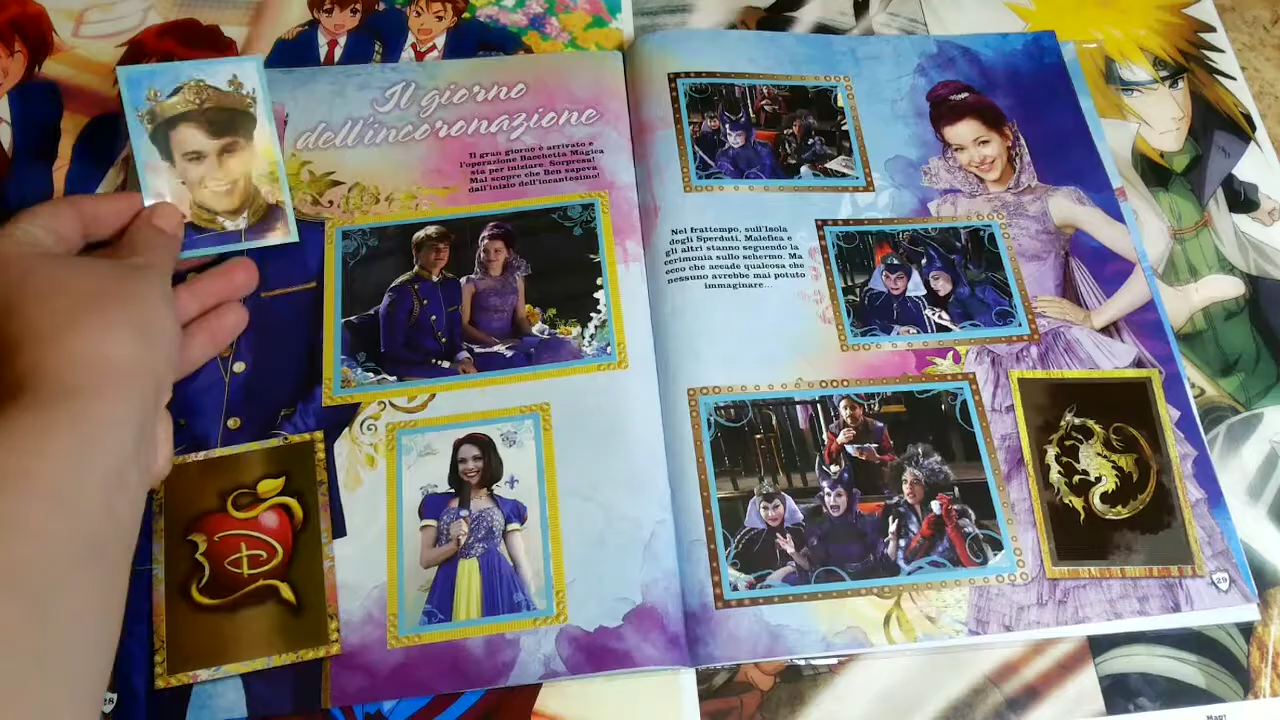 Il giorno
dell'incoronazione
Il gran giorno è arrivato e
l'operazione Bacchetta Magica
sta per iniziare. Sorpresa!
Mal scopre che Ben sapeva
dall'inizio dell'incantesimo!
Nel frattempo, sull'Isola
degli Sperduti, Malefica e
gli altri stanno seguendo la
cerimonia sullo schermo. Ma
ecco che accade qualcosa che
nessuno avrebbe mai potuto
immaginare...
D
28
29